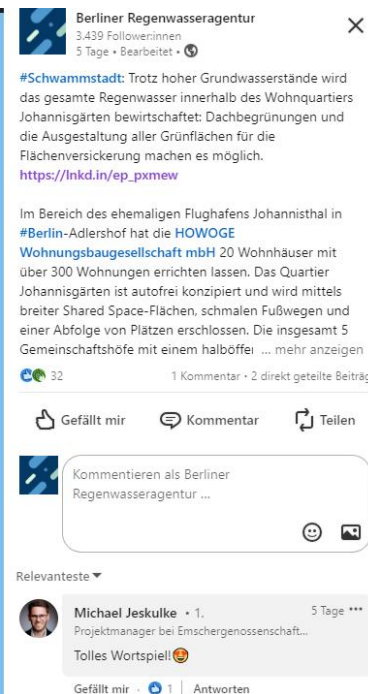 Berliner Regenwasseragentur
3.439 Follower:innen
5 Tage • Bearbeitet •
#Schwammstadt: Trotz hoher Grundwasserstände wird
das gesamte Regenwasser innerhalb des Wohnquartiers
Johannisgärten bewirtschaftet: Dachbegrünungen und
die Ausgestaltung aller Grünflächen für die
Flächenversickerung machen es möglich.
https://lnkd.in/ep_pxmew
Im Bereich des ehemaligen Flughafens Johannisthal in
#Berlin-Adlershof hat die HOWOGE
Wohnungsbaugesellschaft mbH 20 Wohnhäuser mit
über 300 Wohnungen errichten lassen. Das Quartier
Johannisgärten ist autofrei konzipiert und wird mittels
breiter Shared Space-Flächen, schmalen Fußwegen und
einer Abfolge von Plätzen erschlossen. Die insgesamt 5
Gemeinschaftshöfe mit einem halböffe ... mehr anzeigen
32 1 Kommentar • 2 direkt geteilte Beiträg
Gefällt mir Kommentar Teilen
Kommentieren als Berliner
Regenwasseragentur ...
Relevanteste
Michael Jeskulke • 1. 5 Tage •••
Projektmanager bei Emschergenossenschaft...
Tolles Wortspiel!🤩
Gefällt mir · 1 | Antworten